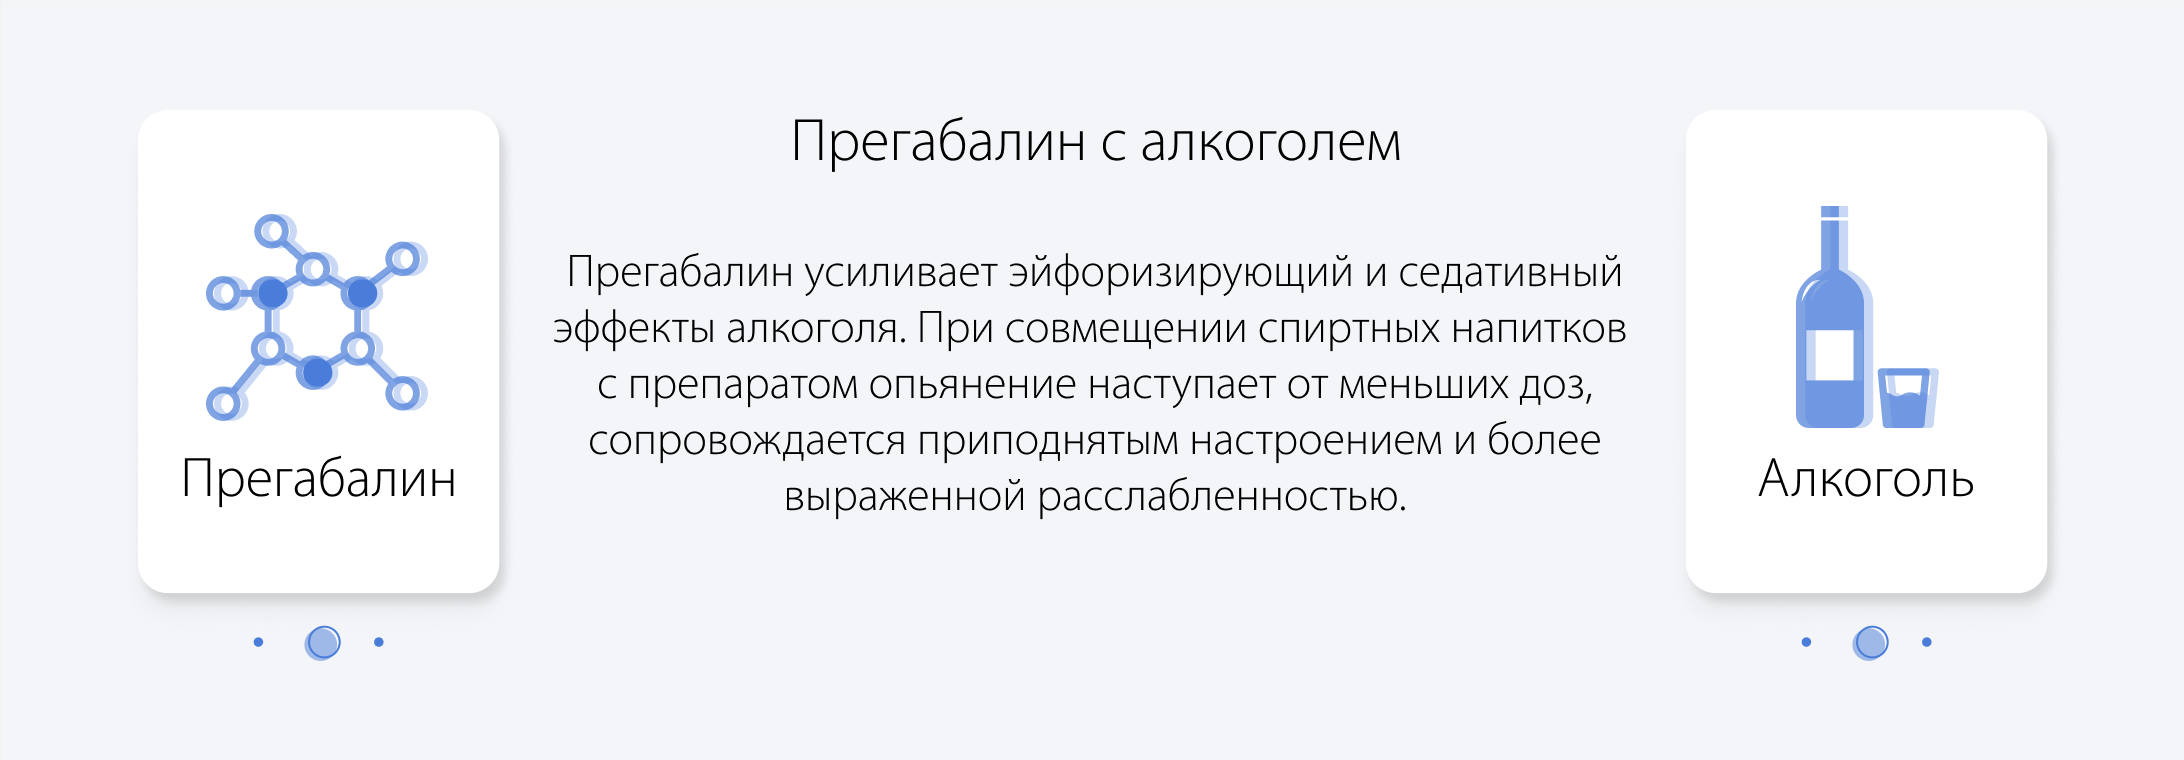 Прегабалин с алкоголем
Прегабалин усиливает эйфоризирующий и седативный
эффекты алкоголя. При совмещении спиртных напитков
с препаратом опьянение наступает от меньших доз,
сопровождается приподнятым настроением и более
выраженной расслабленностью.
Прегабалин
Алкоголь